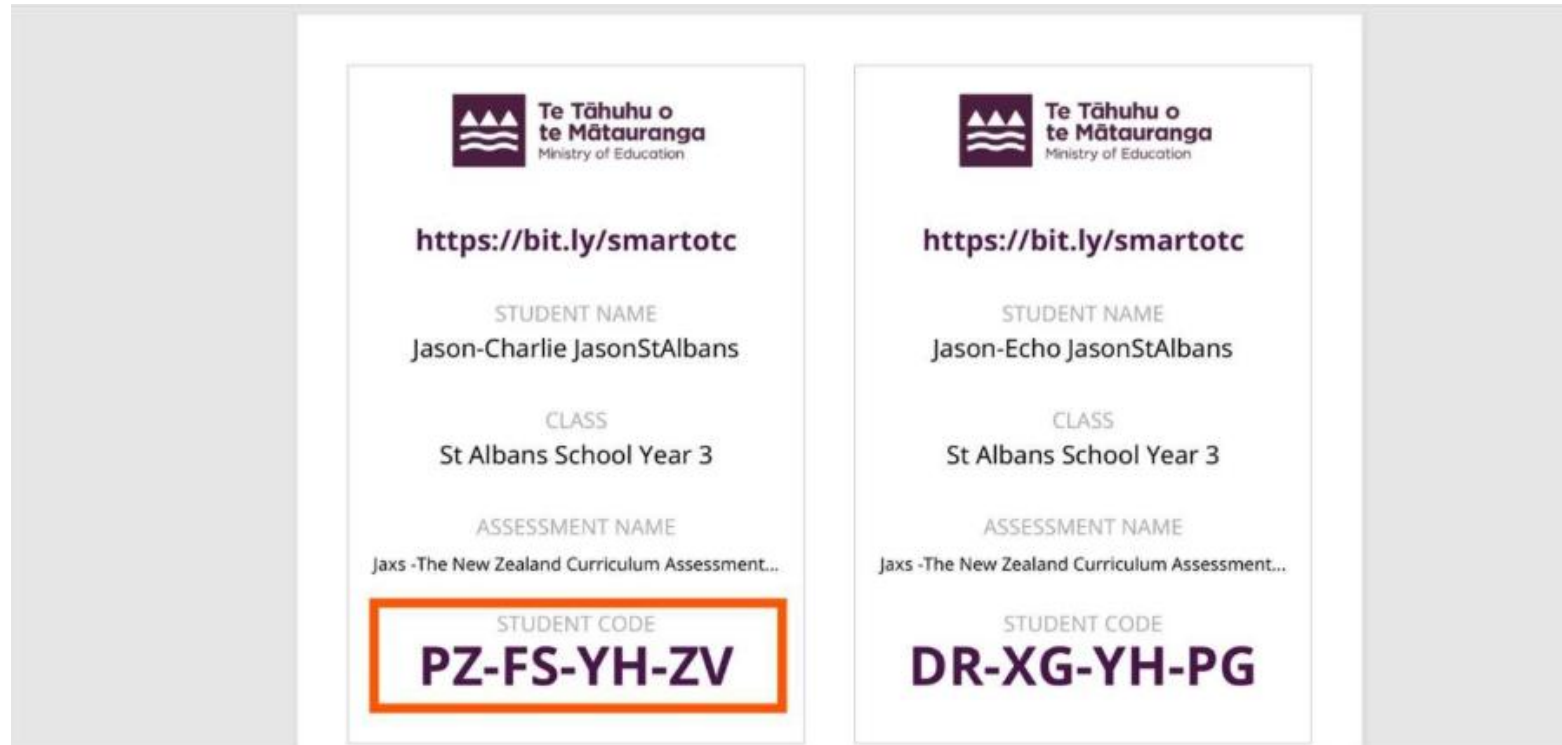 Te Tāhuhu o
te Mātauranga
Ministry of Education
https://bit.ly/smartotc
STUDENT NAME
Jason-Charlie JasonStAlbans
CLASS
St Albans School Year 3
ASSESSMENT NAME
Jaxs -The New Zealand Curriculum Assessment...
STUDENT CODE
PZ-FS-YH-ZV
Te Tāhuhu o
te Mātauranga
Ministry of Education
https://bit.ly/smartotc
STUDENT NAME
Jason-Echo JasonStAlbans
CLASS
St Albans School Year 3
ASSESSMENT NAME
Jaxs -The New Zealand Curriculum Assessment...
STUDENT CODE
DR-XG-YH-PG